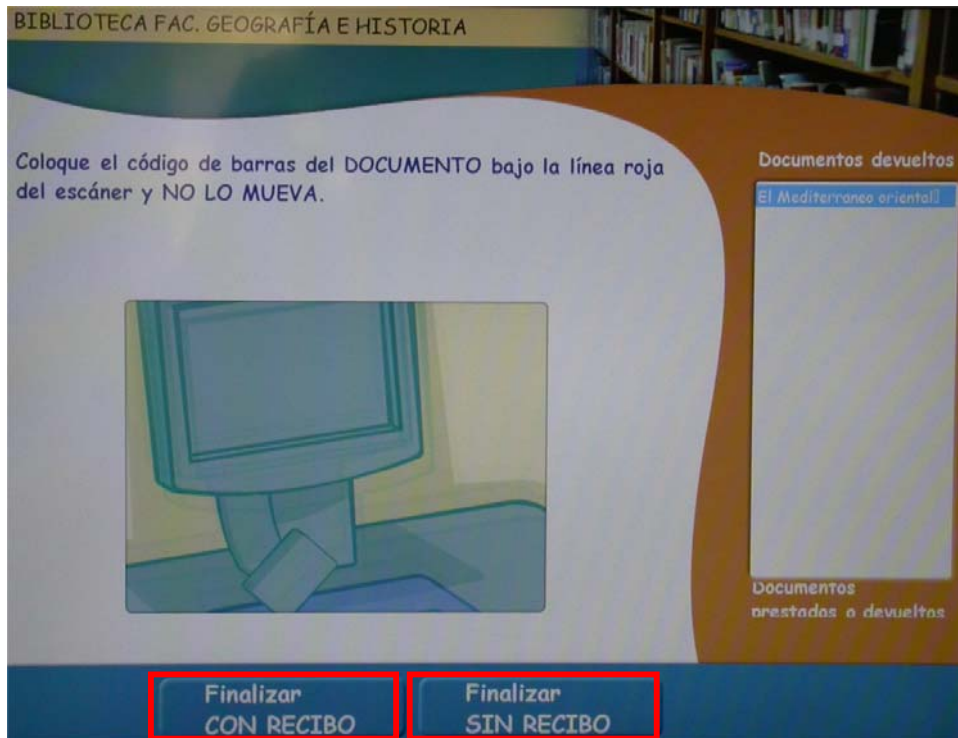 BIBLIOTECA FAC. GEOGRAFÍA E HISTORIA
Coloque el código de barras del DOCUMENTO bajo la línea roja
del escáner y NO LO MUEVA.
Documentos devueltos
El Mediterraneo oriental
Documentos
prestados o devueltos
Finalizar
CON RECIBO
Finalizar
SIN RECIBO